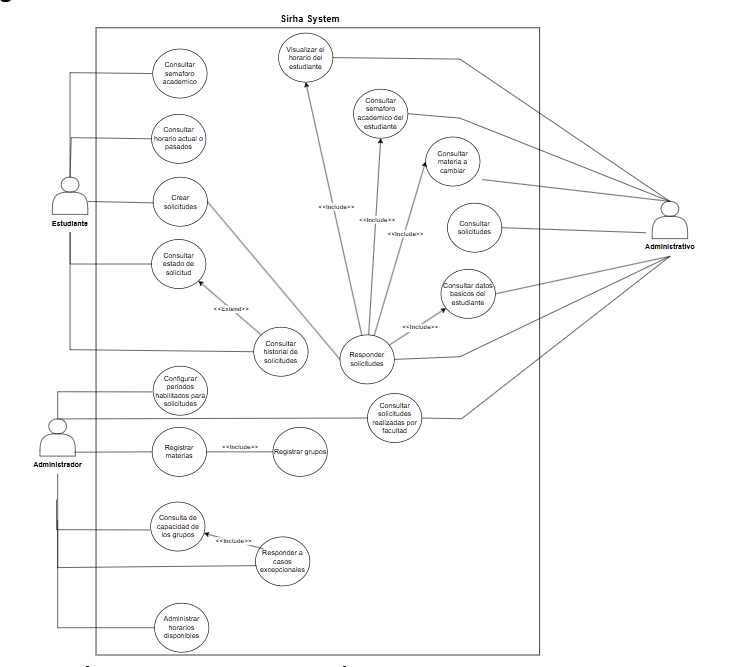 Sirha System
Visualizar el
horario del
estudiante
Consultar
semaforo
academico
Consultar
semaforo
academico del
estudiante
Consultar
horario actual o
pasados
Consultar
materia a
cambiar
Crear
solicitudes
<<Include>>
<<Include>>
<<Include>>
Estudiante
Consultar
solicitudes
Administrativo
Consultar
estado de
solicitud
Consultar datos
basicos del
estudiante
<<Extend>>
<<Include>>
Consultar
historial de
solicitudes
Responder
solicitudes
Configurar
periodos
habilitados para
solicitudes
Consultar
solicitudes
realizadas por
facultad
Administrador
Registrar
materias
<<Include>>
Registrar grupos
Consulta de
capacidad de
los grupos
<<Include>>
Responder a
casos
excepcionales
Administrar
horarios
disponibles